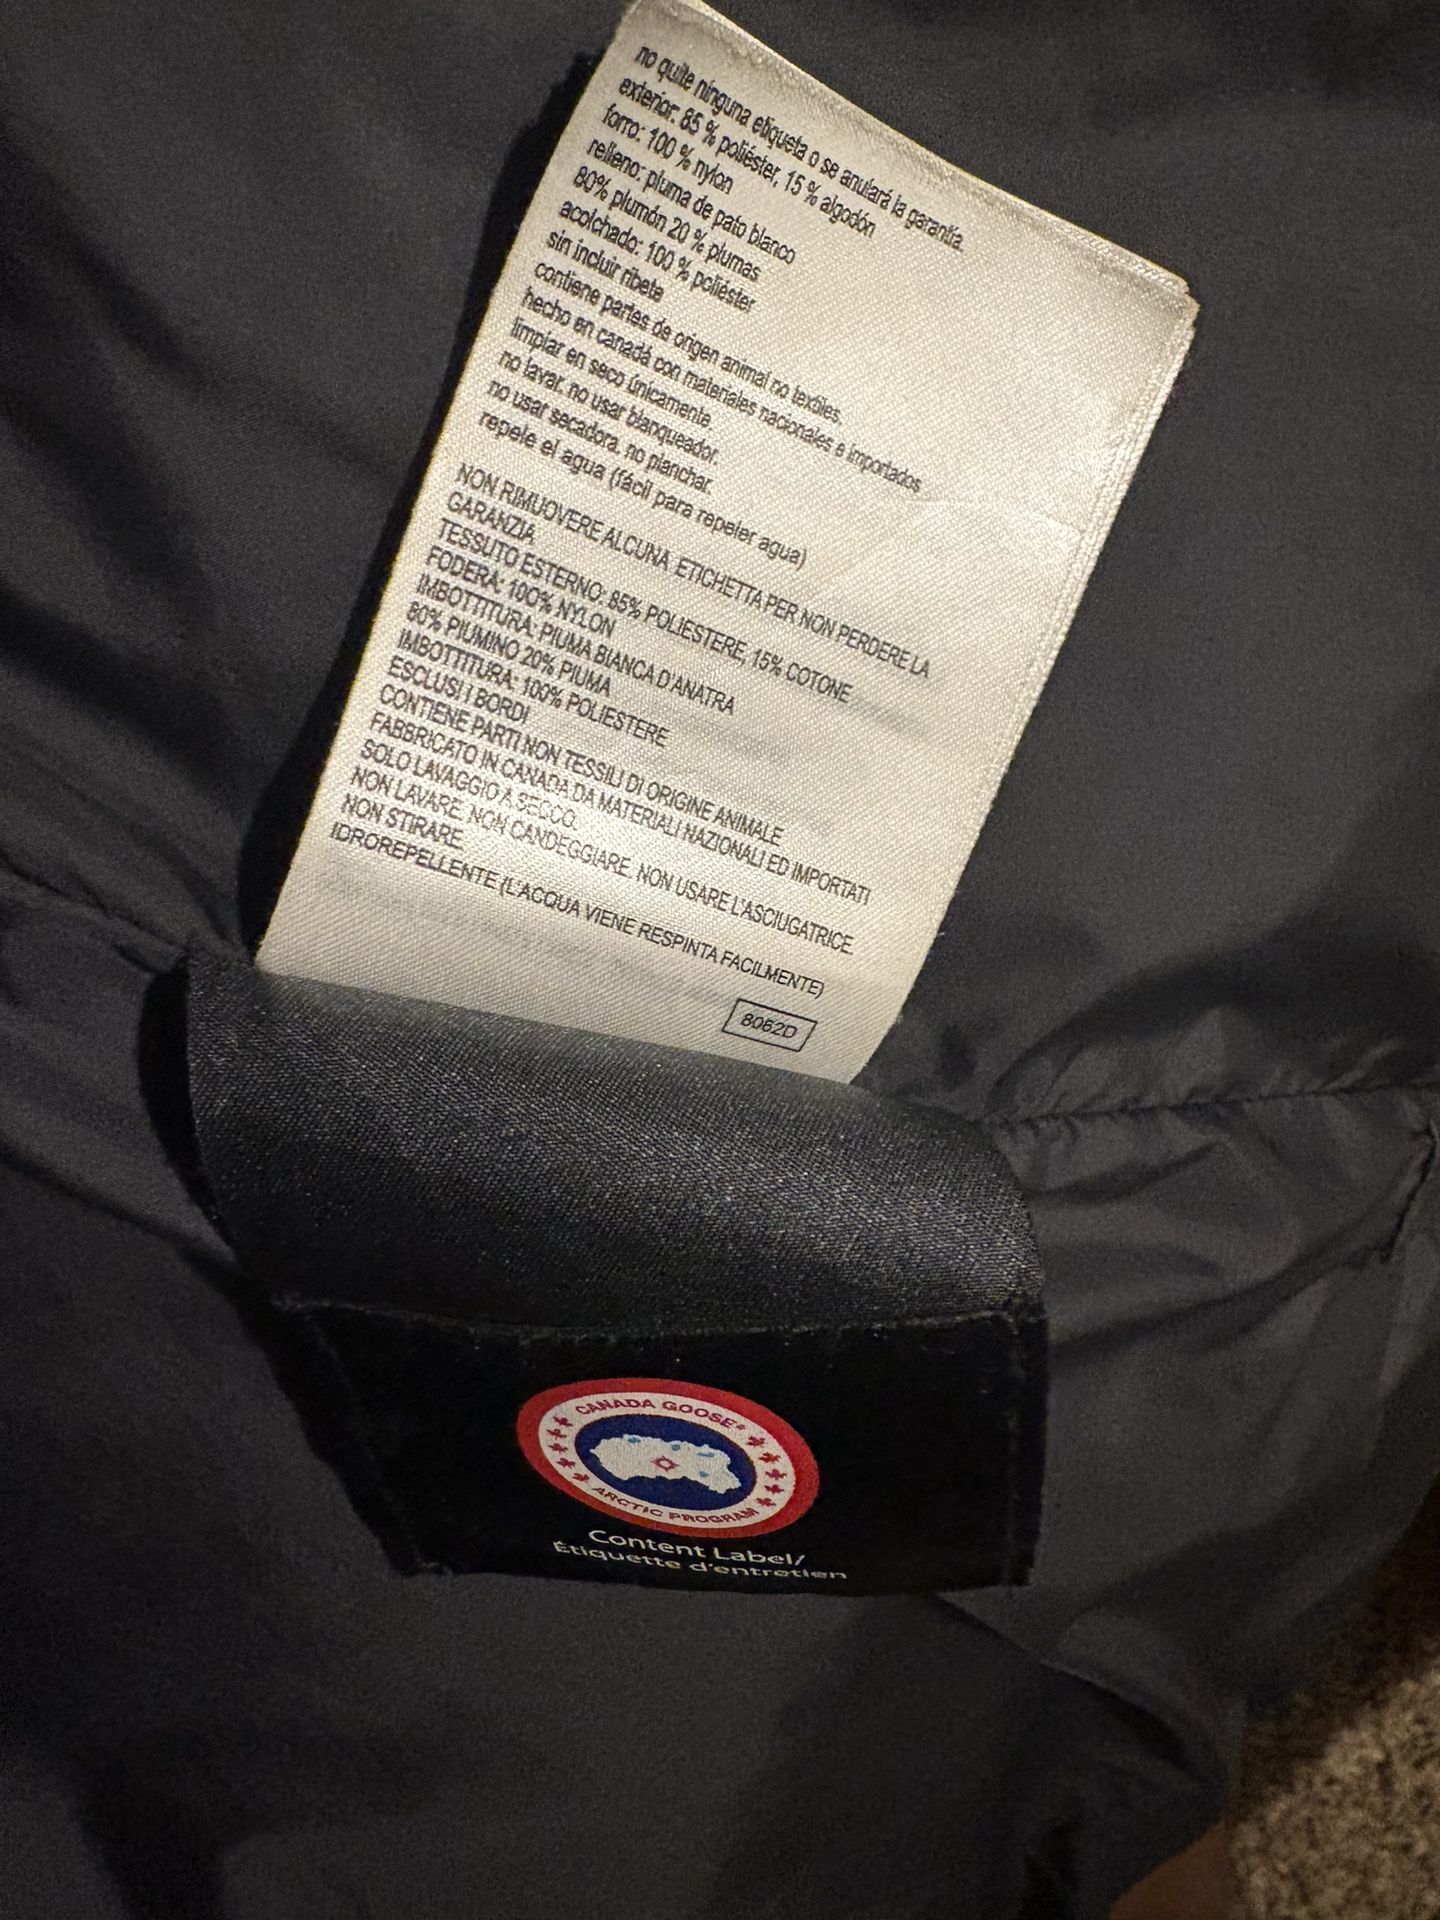 no quite ninguna etiqueta o se anulará la garantía.
exterior: 85 % poliéster, 15 % algodón
forro: 100 % nylon
relleno: pluma de pato blanco
80% plumón 20 % plumas
acolchado: 100 % poliéster
sin incluir ribete
contiene partes de origen animal no textiles.
hecho en canadá con materiales nacionales e importados
limpiar en seco únicamente.
no lavar. no usar blanqueador.
no usar secadora. no planchar.
repele el agua (fácil para repeler agua)
NON RIMUOVERE ALCUNA ETICHETTA PER NON PERDERE LA
GARANZIA.
TESSUTO ESTERNO: 85% POLIESTERE, 15% COTONE
FODERA: 100% NYLON
IMBOTTITURA: PIUMA BIANCA D'ANATRA
80% PIUMINO 20% PIUMA
IMBOTTITURA: 100% POLIESTERE
ESCLUSI I BORDI
CONTIENE PARTI NON TESSILI DI ORIGINE ANIMALE
FABBRICATO IN CANADA DA MATERIALI NAZIONALI ED IMPORTATI
SOLO LAVAGGIO A SECCO.
NON LAVARE. NON CANDEGGIARE. NON USARE L'ASCIUGATRICE.
NON STIRARE.
IDROREPELLENTE (L'ACQUA VIENE RESPINTA FACILMENTE)
8062D
CANADA GOOSE®
ARCTIC PROGRAM
Content Label/
Étiquette d'entretien